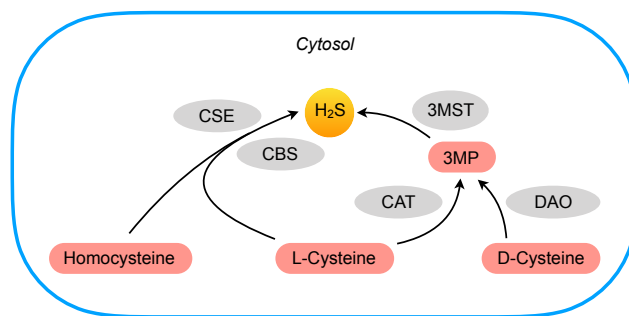 Cytosol
H₂S
CSE
3MST
CBS
3MP
CAT
DAO
Homocysteine
L-Cysteine
D-Cysteine